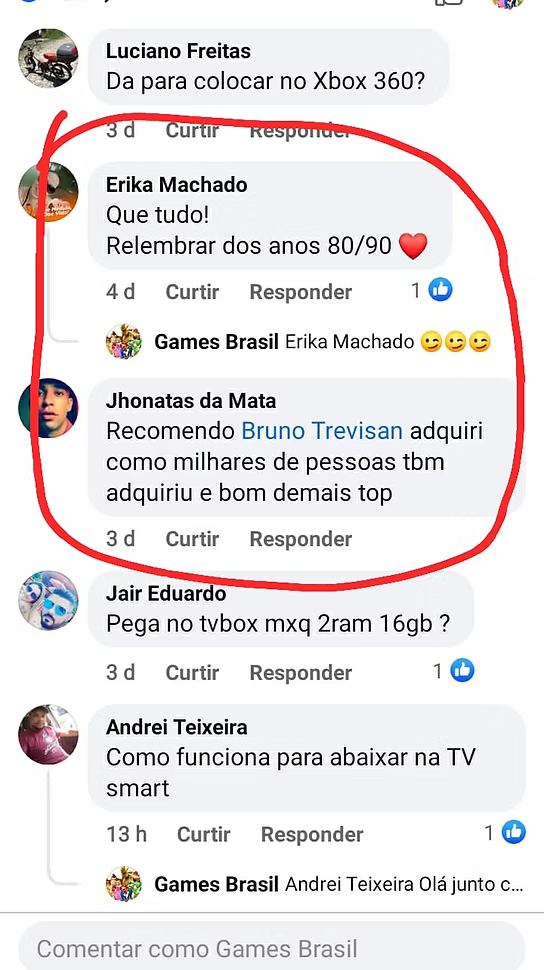 Luciano Freitas
Da para colocar no Xbox 360?
3 d Curtir Responder
Erika Machado
Que tudo!
Relembrar dos anos 80/90 ❤️
4 d Curtir Responder 1
Games Brasil Erika Machado 😉😉😉
Jhonatas da Mata
Recomendo Bruno Trevisan adquiri
como milhares de pessoas tbm
adquiriu e bom demais top
3 d Curtir Responder
Jair Eduardo
Pega no tvbox mxq 2ram 16gb ?
3 d Curtir Responder 1
Andrei Teixeira
Como funciona para abaixar na TV
smart
13 h Curtir Responder 1
Games Brasil Andrei Teixeira Olá junto c...
Comentar como Games Brasil